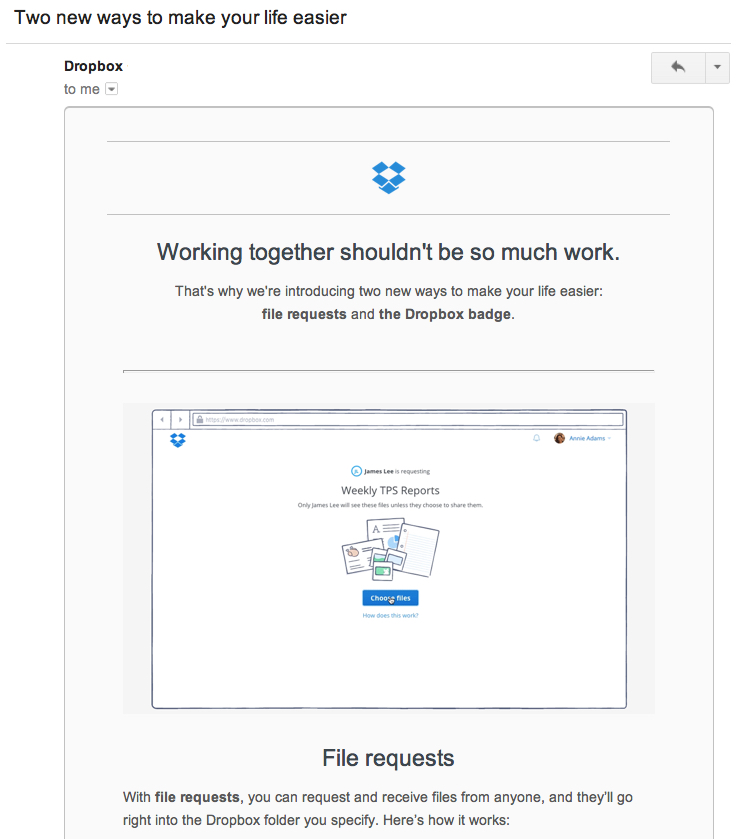 Two new ways to make your life easier
Dropbox
to me
Working together shouldn't be so much work.
That's why we're introducing two new ways to make your life easier:
file requests and the Dropbox badge.
https://www.dropbox.com
Annie Adams
James Lee is requesting
Weekly TPS Reports
Only James Lee will see these files unless they choose to share them.
A
Choose files
How does this work?
File requests
With file requests, you can request and receive files from anyone, and they'll go
right into the Dropbox folder you specify. Here's how it works: